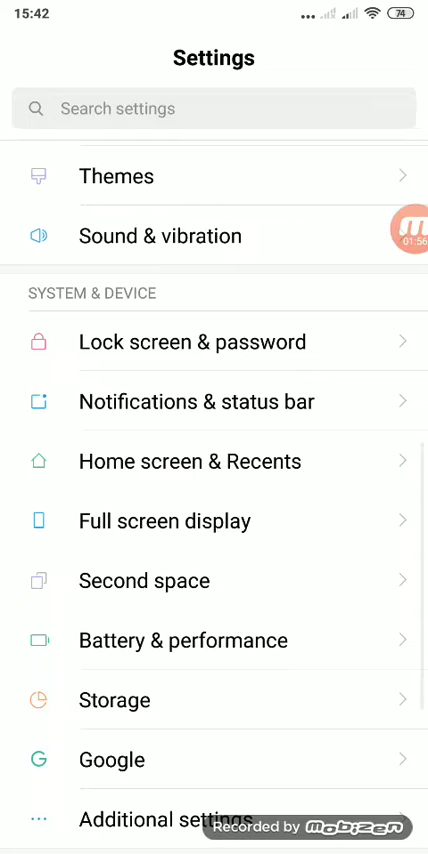 15:42
74
Settings
Search settings
Themes
Sound & vibration
01:56
SYSTEM & DEVICE
Lock screen & password
Notifications & status bar
Home screen & Recents
Full screen display
Second space
Battery & performance
Storage
Google
Additional settings
Recorded by mobizen